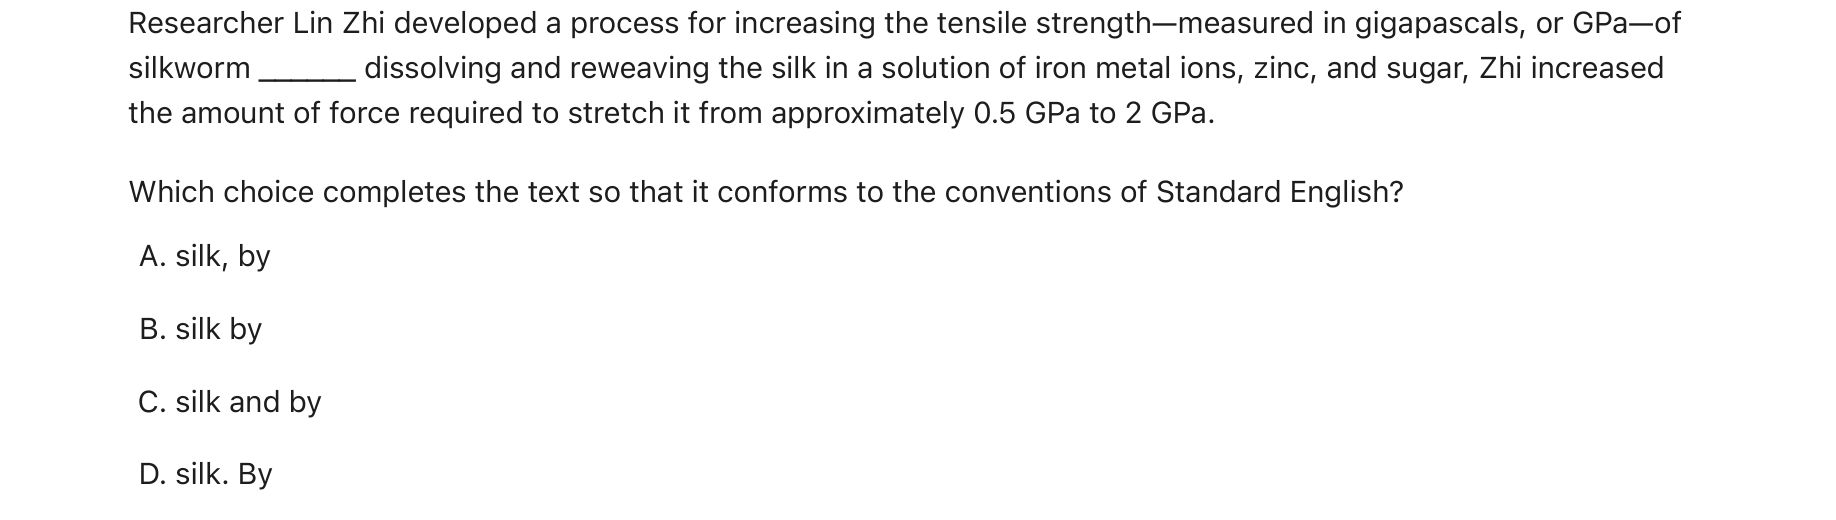 Researcher Lin Zhi developed a process for increasing the tensile strength—measured in gigapascals, or GPa—of
silkworm ______ dissolving and reweaving the silk in a solution of iron metal ions, zinc, and sugar, Zhi increased
the amount of force required to stretch it from approximately 0.5 GPa to 2 GPa.
Which choice completes the text so that it conforms to the conventions of Standard English?
A. silk, by
B. silk by
C. silk and by
D. silk. By